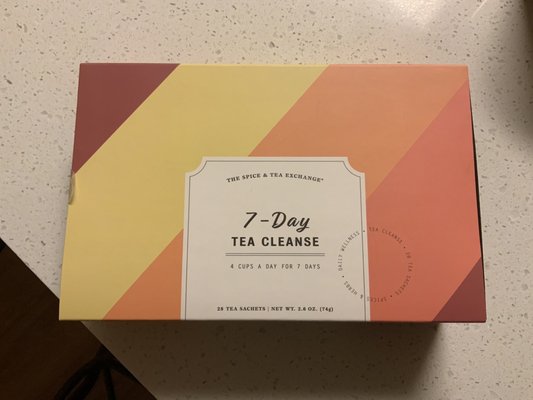 THE SPICE & TEA EXCHANGE®
7-Day
TEA CLEANSE
4 CUPS A DAY FOR 7 DAYS
28 TEA SACHETS | NET WT. 2.6 OZ. (74g)
DAILY WELLNESS • TEA CLEANSE • 28 TEA SACHETS • SPICES & HERBS •